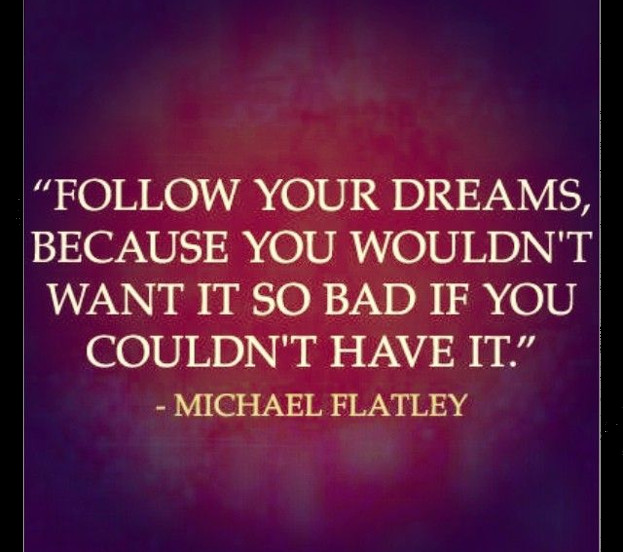 “FOLLOW YOUR DREAMS,
BECAUSE YOU WOULDN'T
WANT IT SO BAD IF YOU
COULDN'T HAVE IT.”
- MICHAEL FLATLEY